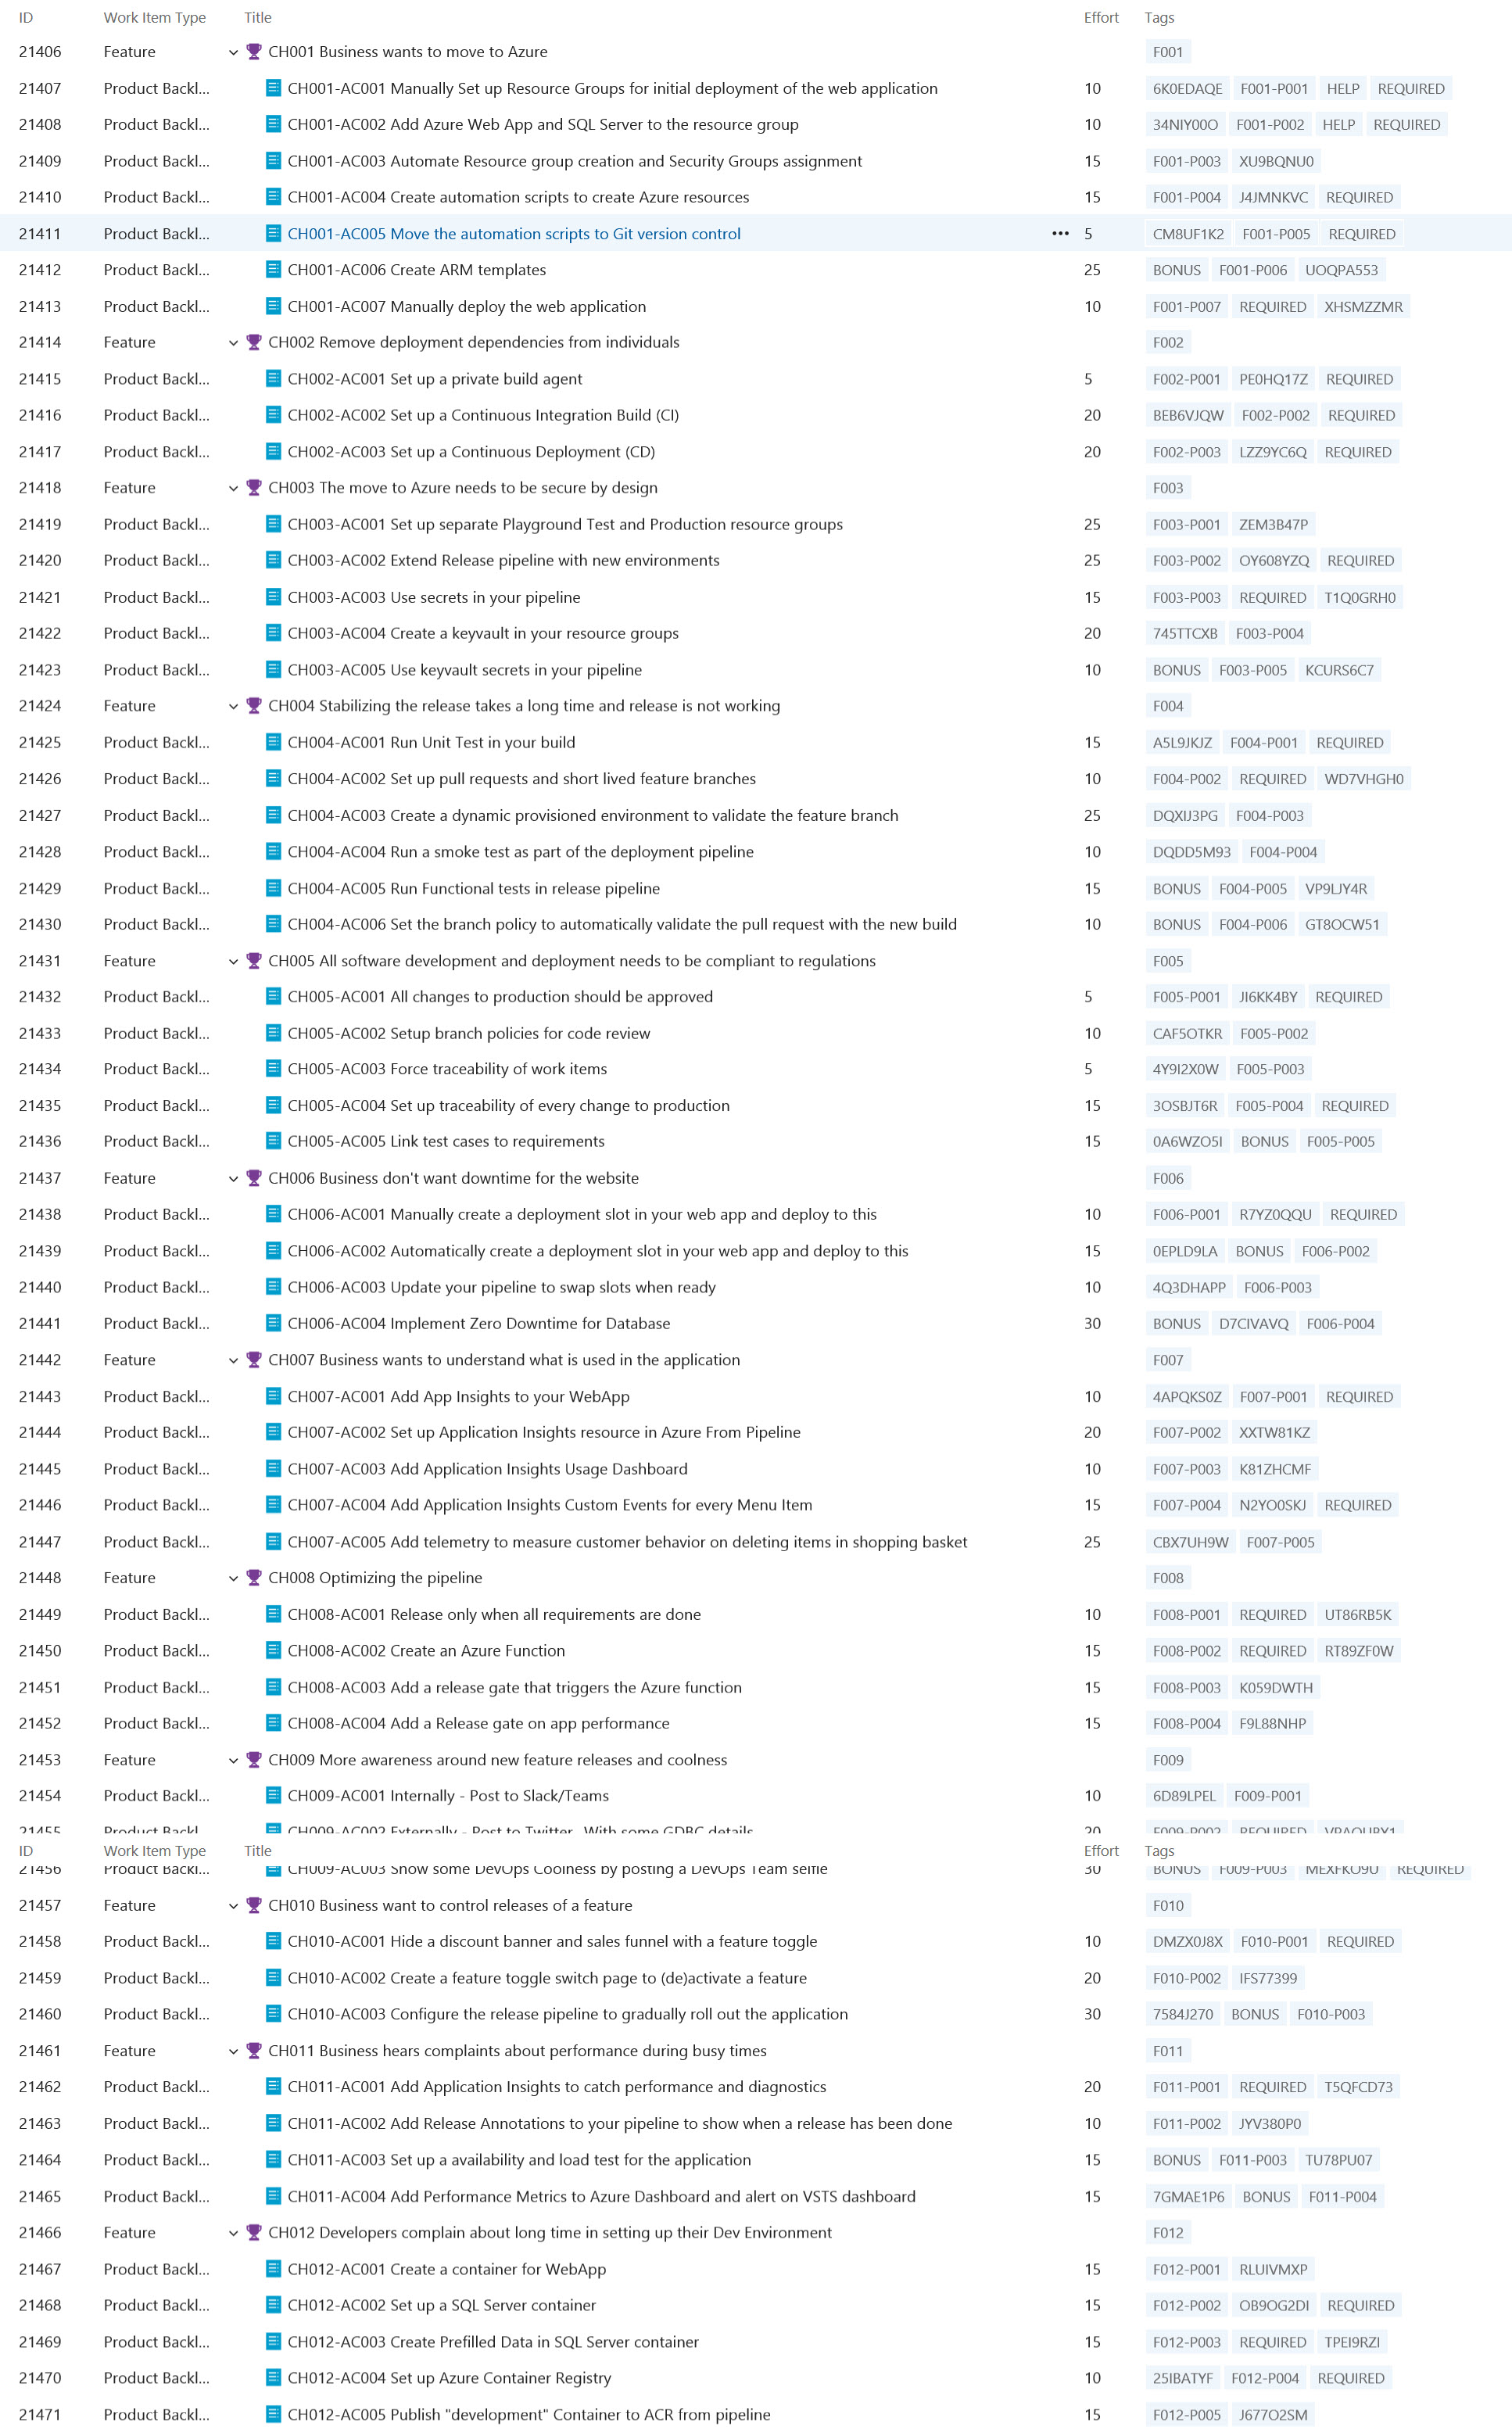 ID Work Item Type Title Effort Tags
21406 Feature CH001 Business wants to move to Azure F001
21407 Product Backl... CH001-AC001 Manually Set up Resource Groups for initial deployment of the web application 10 6K0EDAQE F001-P001 HELP REQUIRED
21408 Product Backl... CH001-AC002 Add Azure Web App and SQL Server to the resource group 10 34NIY00O F001-P002 HELP REQUIRED
21409 Product Backl... CH001-AC003 Automate Resource group creation and Security Groups assignment 15 F001-P003 XU9BQNU0
21410 Product Backl... CH001-AC004 Create automation scripts to create Azure resources 15 F001-P004 J4JMNKVC REQUIRED
21411 Product Backl... CH001-AC005 Move the automation scripts to Git version control ••• 5 CM8UF1K2 F001-P005 REQUIRED
21412 Product Backl... CH001-AC006 Create ARM templates 25 BONUS F001-P006 UOQPA553
21413 Product Backl... CH001-AC007 Manually deploy the web application 10 F001-P007 REQUIRED XHSMZZMR
21414 Feature CH002 Remove deployment dependencies from individuals F002
21415 Product Backl... CH002-AC001 Set up a private build agent 5 F002-P001 PE0HQ17Z REQUIRED
21416 Product Backl... CH002-AC002 Set up a Continuous Integration Build (CI) 20 BEB6VJQW F002-P002 REQUIRED
21417 Product Backl... CH002-AC003 Set up a Continuous Deployment (CD) 20 F002-P003 LZZ9YC6Q REQUIRED
21418 Feature CH003 The move to Azure needs to be secure by design F003
21419 Product Backl... CH003-AC001 Set up separate Playground Test and Production resource groups 25 F003-P001 ZEM3B47P
21420 Product Backl... CH003-AC002 Extend Release pipeline with new environments 25 F003-P002 OY608YZQ REQUIRED
21421 Product Backl... CH003-AC003 Use secrets in your pipeline 15 F003-P003 REQUIRED T1Q0GRH0
21422 Product Backl... CH003-AC004 Create a keyvault in your resource groups 20 745TTCXB F003-P004
21423 Product Backl... CH003-AC005 Use keyvault secrets in your pipeline 10 BONUS F003-P005 KCURS6C7
21424 Feature CH004 Stabilizing the release takes a long time and release is not working F004
21425 Product Backl... CH004-AC001 Run Unit Test in your build 15 A5L9JKJZ F004-P001 REQUIRED
21426 Product Backl... CH004-AC002 Set up pull requests and short lived feature branches 10 F004-P002 REQUIRED WD7VHGH0
21427 Product Backl... CH004-AC003 Create a dynamic provisioned environment to validate the feature branch 25 DQXIJ3PG F004-P003
21428 Product Backl... CH004-AC004 Run a smoke test as part of the deployment pipeline 10 DQDD5M93 F004-P004
21429 Product Backl... CH004-AC005 Run Functional tests in release pipeline 15 BONUS F004-P005 VP9LJY4R
21430 Product Backl... CH004-AC006 Set the branch policy to automatically validate the pull request with the new build 10 BONUS F004-P006 GT8OCW51
21431 Feature CH005 All software development and deployment needs to be compliant to regulations F005
21432 Product Backl... CH005-AC001 All changes to production should be approved 5 F005-P001 JI6KK4BY REQUIRED
21433 Product Backl... CH005-AC002 Setup branch policies for code review 10 CAF5OTKR F005-P002
21434 Product Backl... CH005-AC003 Force traceability of work items 5 4Y9I2X0W F005-P003
21435 Product Backl... CH005-AC004 Set up traceability of every change to production 15 3OSBJT6R F005-P004 REQUIRED
21436 Product Backl... CH005-AC005 Link test cases to requirements 15 0A6WZO5I BONUS F005-P005
21437 Feature CH006 Business don't want downtime for the website F006
21438 Product Backl... CH006-AC001 Manually create a deployment slot in your web app and deploy to this 10 F006-P001 R7YZ0QQU REQUIRED
21439 Product Backl... CH006-AC002 Automatically create a deployment slot in your web app and deploy to this 15 0EPLD9LA BONUS F006-P002
21440 Product Backl... CH006-AC003 Update your pipeline to swap slots when ready 10 4Q3DHAPP F006-P003
21441 Product Backl... CH006-AC004 Implement Zero Downtime for Database 30 BONUS D7CIVAVQ F006-P004
21442 Feature CH007 Business wants to understand what is used in the application F007
21443 Product Backl... CH007-AC001 Add App Insights to your WebApp 10 4APQKS0Z F007-P001 REQUIRED
21444 Product Backl... CH007-AC002 Set up Application Insights resource in Azure From Pipeline 20 F007-P002 XXTW81KZ
21445 Product Backl... CH007-AC003 Add Application Insights Usage Dashboard 10 F007-P003 K81ZHCMF
21446 Product Backl... CH007-AC004 Add Application Insights Custom Events for every Menu Item 15 F007-P004 N2YO0SKJ REQUIRED
21447 Product Backl... CH007-AC005 Add telemetry to measure customer behavior on deleting items in shopping basket 25 CBX7UH9W F007-P005
21448 Feature CH008 Optimizing the pipeline F008
21449 Product Backl... CH008-AC001 Release only when all requirements are done 10 F008-P001 REQUIRED UT86RB5K
21450 Product Backl... CH008-AC002 Create an Azure Function 15 F008-P002 REQUIRED RT89ZF0W
21451 Product Backl... CH008-AC003 Add a release gate that triggers the Azure function 15 F008-P003 K059DWTH
21452 Product Backl... CH008-AC004 Add a Release gate on app performance 15 F008-P004 F9L88NHP
21453 Feature CH009 More awareness around new feature releases and coolness F009
21454 Product Backl... CH009-AC001 Internally - Post to Slack/Teams 10 6D89LPEL F009-P001
21455 Product Backl... CH009-AC002 Externally - Post to Twitter. With some GDBC details 20 F009-P002 REQUIRED
ID Work Item Type Title Effort Tags
21456 Product Backl... CH009-AC003 Show some DevOps Coolness by posting a DevOps Team selfie 30 BONUS F009-P003 MEXFKO9U REQUIRED
21457 Feature CH010 Business want to control releases of a feature F010
21458 Product Backl... CH010-AC001 Hide a discount banner and sales funnel with a feature toggle 10 DMZX0J8X F010-P001 REQUIRED
21459 Product Backl... CH010-AC002 Create a feature toggle switch page to (de)activate a feature 20 F010-P002 IFS77399
21460 Product Backl... CH010-AC003 Configure the release pipeline to gradually roll out the application 30 7584J270 BONUS F010-P003
21461 Feature CH011 Business hears complaints about performance during busy times F011
21462 Product Backl... CH011-AC001 Add Application Insights to catch performance and diagnostics 20 F011-P001 REQUIRED T5QFCD73
21463 Product Backl... CH011-AC002 Add Release Annotations to your pipeline to show when a release has been done 10 F011-P002 JYV380P0
21464 Product Backl... CH011-AC003 Set up a availability and load test for the application 15 BONUS F011-P003 TU78PU07
21465 Product Backl... CH011-AC004 Add Performance Metrics to Azure Dashboard and alert on VSTS dashboard 15 7GMAE1P6 BONUS F011-P004
21466 Feature CH012 Developers complain about long time in setting up their Dev Environment F012
21467 Product Backl... CH012-AC001 Create a container for WebApp 15 F012-P001 RLUIVMXP
21468 Product Backl... CH012-AC002 Set up a SQL Server container 15 F012-P002 OB9OG2DI REQUIRED
21469 Product Backl... CH012-AC003 Create Prefilled Data in SQL Server container 15 F012-P003 REQUIRED TPEI9RZI
21470 Product Backl... CH012-AC004 Set up Azure Container Registry 10 25IBATYF F012-P004 REQUIRED
21471 Product Backl... CH012-AC005 Publish "development" Container to ACR from pipeline 15 F012-P005 J677O2SM